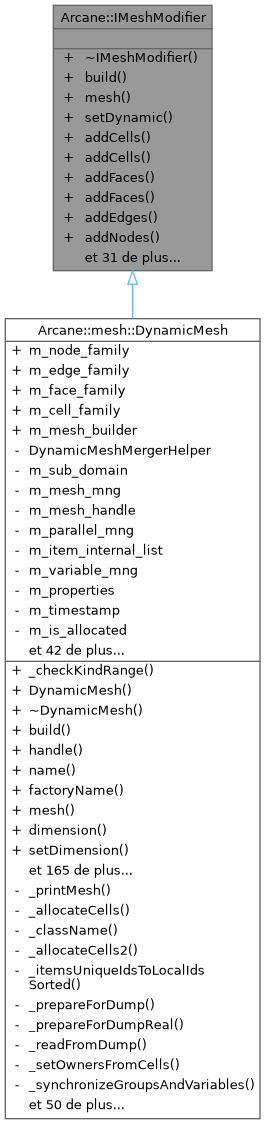 Arcane::IMeshModifier
+ ~IMeshModifier()
+ build()
+ mesh()
+ setDynamic()
+ addCells()
+ addCells()
+ addFaces()
+ addFaces()
+ addEdges()
+ addNodes()
et 31 de plus...
Arcane::mesh::DynamicMesh
+ m_node_family
+ m_edge_family
+ m_face_family
+ m_cell_family
+ m_mesh_builder
- DynamicMeshMergerHelper
- m_sub_domain
- m_mesh_mng
- m_mesh_handle
- m_parallel_mng
- m_item_internal_list
- m_variable_mng
- m_properties
- m_timestamp
- m_is_allocated
et 42 de plus...
+ _checkKindRange()
+ DynamicMesh()
+ ~DynamicMesh()
+ build()
+ handle()
+ name()
+ factoryName()
+ mesh()
+ dimension()
+ setDimension()
et 165 de plus...
- _printMesh()
- _allocateCells()
- _className()
- _allocateCells2()
- _itemsUniqueIdsToLocalIds
Sorted()
- _prepareForDump()
- _prepareForDumpReal()
- _readFromDump()
- _setOwnersFromCells()
- _synchronizeGroupsAndVariables()
et 50 de plus...